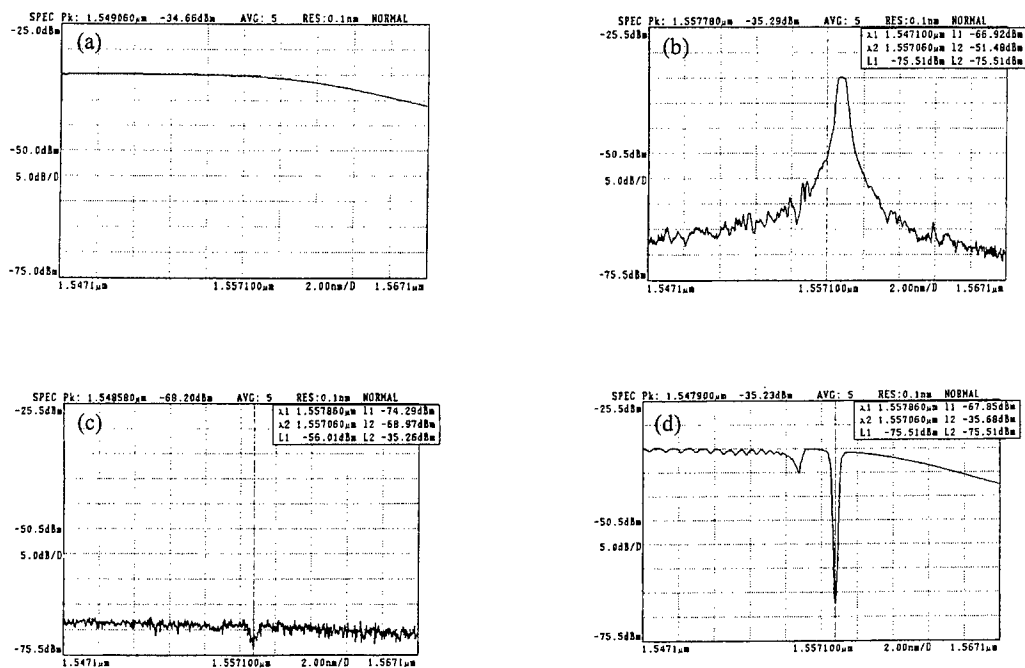 SPEC Pk: 1.549060μm -34.66dBm AVG: 5 RES:0.1nm NORMAL
-25.0dBm
(a)
-50.0dBm
5.0dB/D
-75.0dBm
1.5471μm 1.557100μm 2.00nm/D 1.5671μm
SPEC Pk: 1.557780μm -35.29dBm AVG: 5 RES:0.1nm NORMAL
-25.5dBm
(b)
λ1 1.547100μm l1 -66.92dBm
λ2 1.557060μm l2 -51.48dBm
L1 -75.51dBm L2 -75.51dBm
-50.5dBm
5.0dB/D
-75.5dBm
1.5471μm 1.557100μm 2.00nm/D 1.5671μm
SPEC Pk: 1.548580μm -68.20dBm AVG: 5 RES:0.1nm NORMAL
-25.5dBm
(c)
λ1 1.557860μm l1 -74.29dBm
λ2 1.557060μm l2 -68.97dBm
L1 -56.01dBm L2 -35.26dBm
-50.5dBm
5.0dB/D
-75.5dBm
1.5471μm 1.557100μm 2.00nm/D 1.5671μm
SPEC Pk: 1.547900μm -35.23dBm AVG: 5 RES:0.1nm NORMAL
-25.5dBm
(d)
λ1 1.557860μm l1 -67.85dBm
λ2 1.557060μm l2 -35.68dBm
L1 -75.51dBm L2 -75.51dBm
-50.5dBm
5.0dB/D
-75.5dBm
1.5471μm 1.557100μm 2.00nm/D 1.5671μm